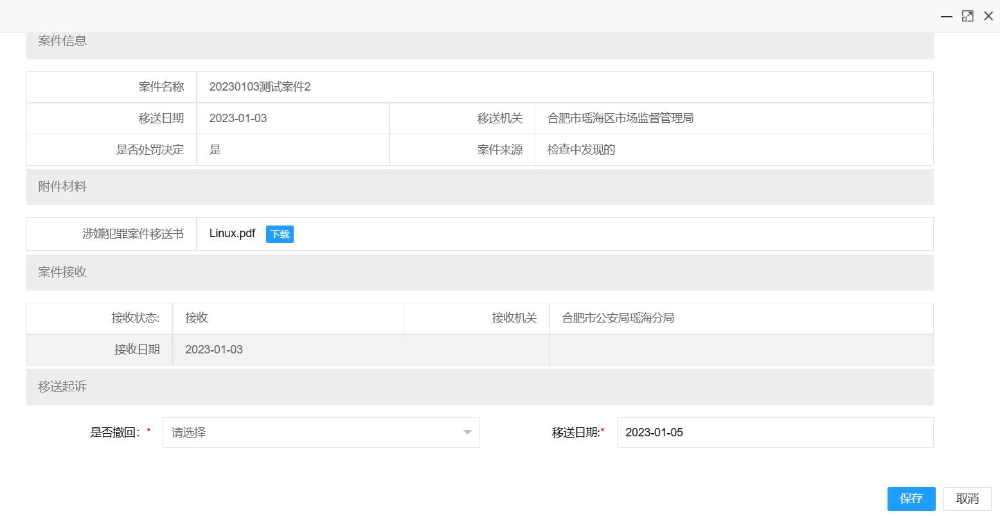 案件信息
案件名称 20230103测试案件2
移送日期 2023-01-03 移送机关 合肥市瑶海区市场监督管理局
是否处罚决定 是 案件来源 检查中发现的
附件材料
涉嫌犯罪案件移送书 Linux.pdf 下载
案件接收
接收状态: 接收 接收机关 合肥市公安局瑶海分局
接收日期 2023-01-03
移送起诉
是否撤回：* 请选择 移送日期:* 2023-01-05
保存 取消